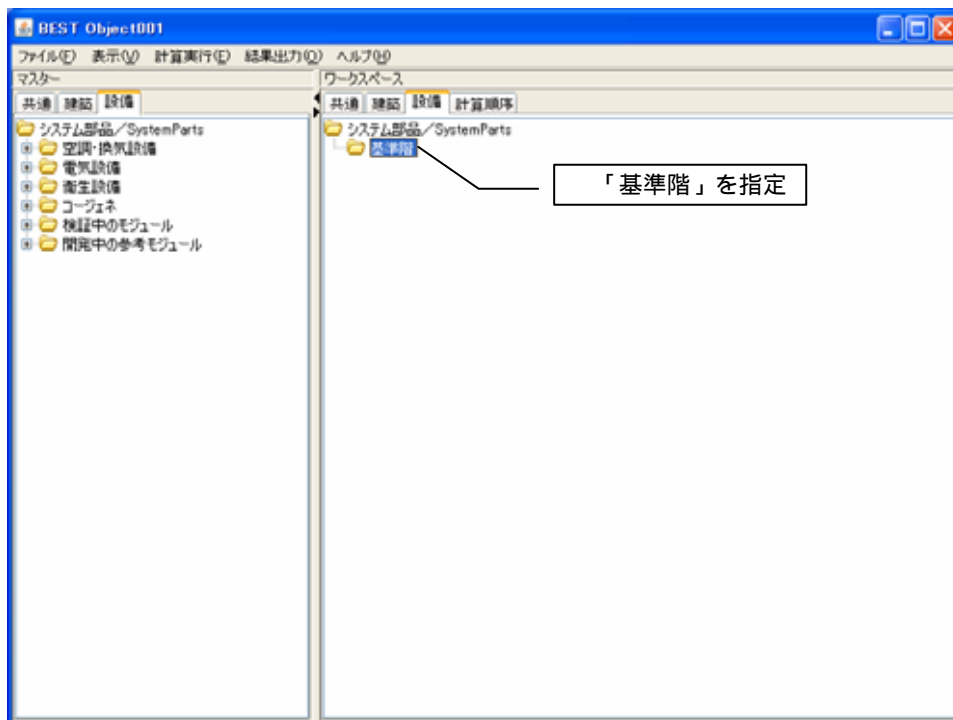 BEST Object001
ファイル(F) 表示(V) 計算実行(E) 結果出力(O) ヘルプ(H)
マスター
共通 建築 設備
システム部品/SystemParts
空調・換気設備
電気設備
衛生設備
コージェネ
検証中のモジュール
開発中の参考モジュール
ワークスペース
共通 建築 設備 計算順序
システム部品/SystemParts
基準階
「基準階」を指定